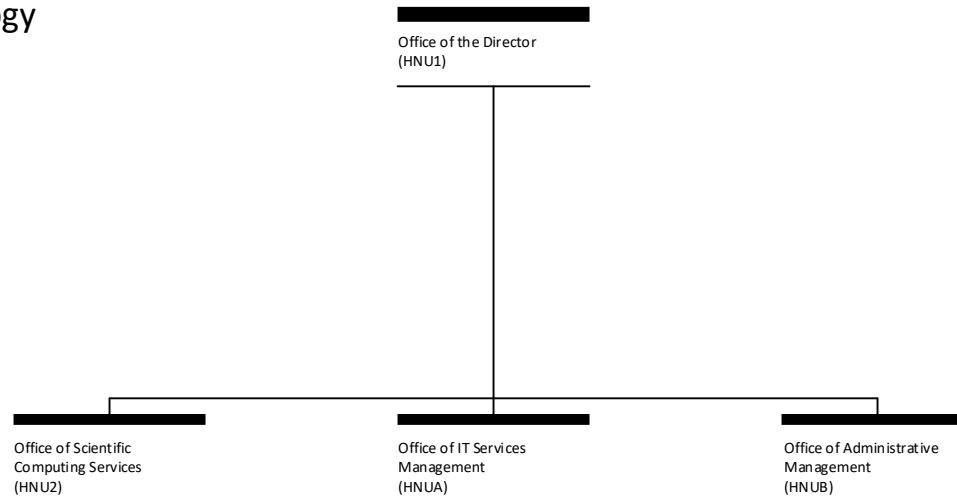 ogy
Office of the Director
(HNU1)
Office of Scientific
Computing Services
(HNU2)
Office of IT Services
Management
(HNUA)
Office of Administrative
Management
(HNUB)